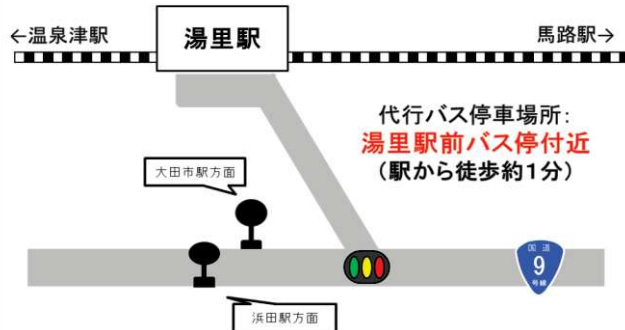 ←温泉津駅
湯里駅
馬路駅→
代行バス停車場所:
湯里駅前バス停付近
(駅から徒歩約1分)
大田市駅方面
国道
9
号線
浜田駅方面